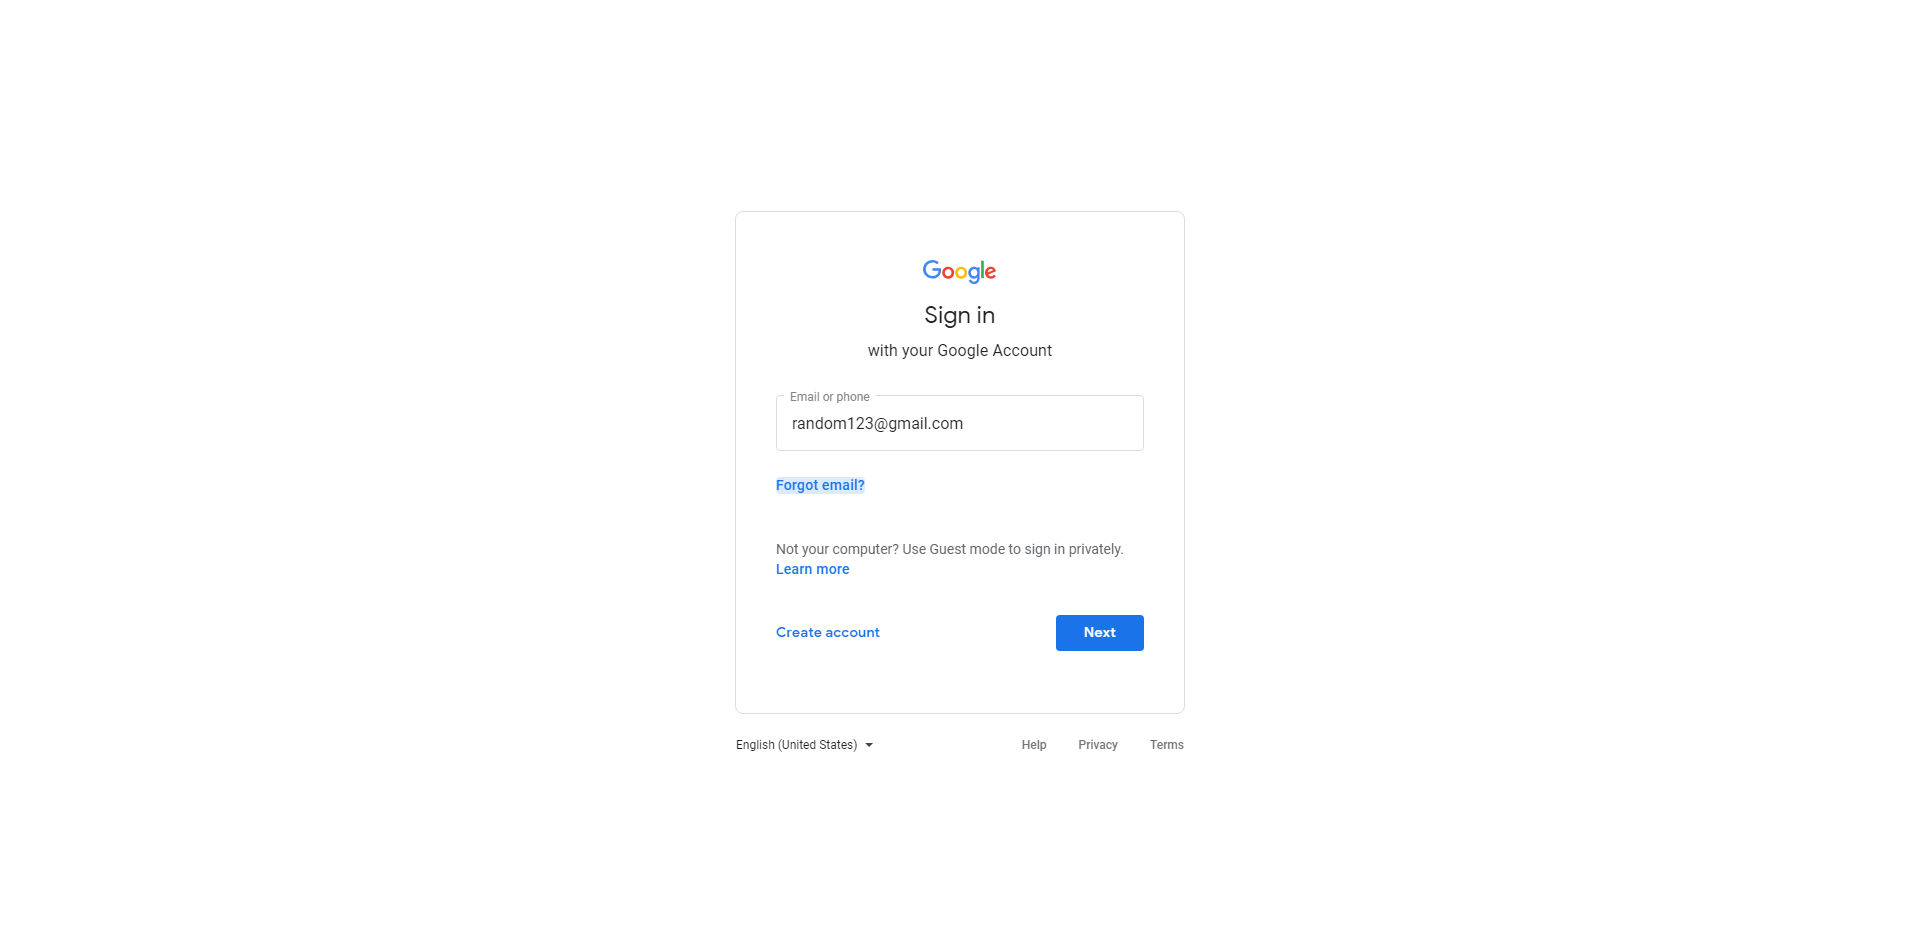 Google
Sign in
with your Google Account
Email or phone
random123@gmail.com
Forgot email?
Not your computer? Use Guest mode to sign in privately.
Learn more
Create account
Next
English (United States)
Help
Privacy
Terms